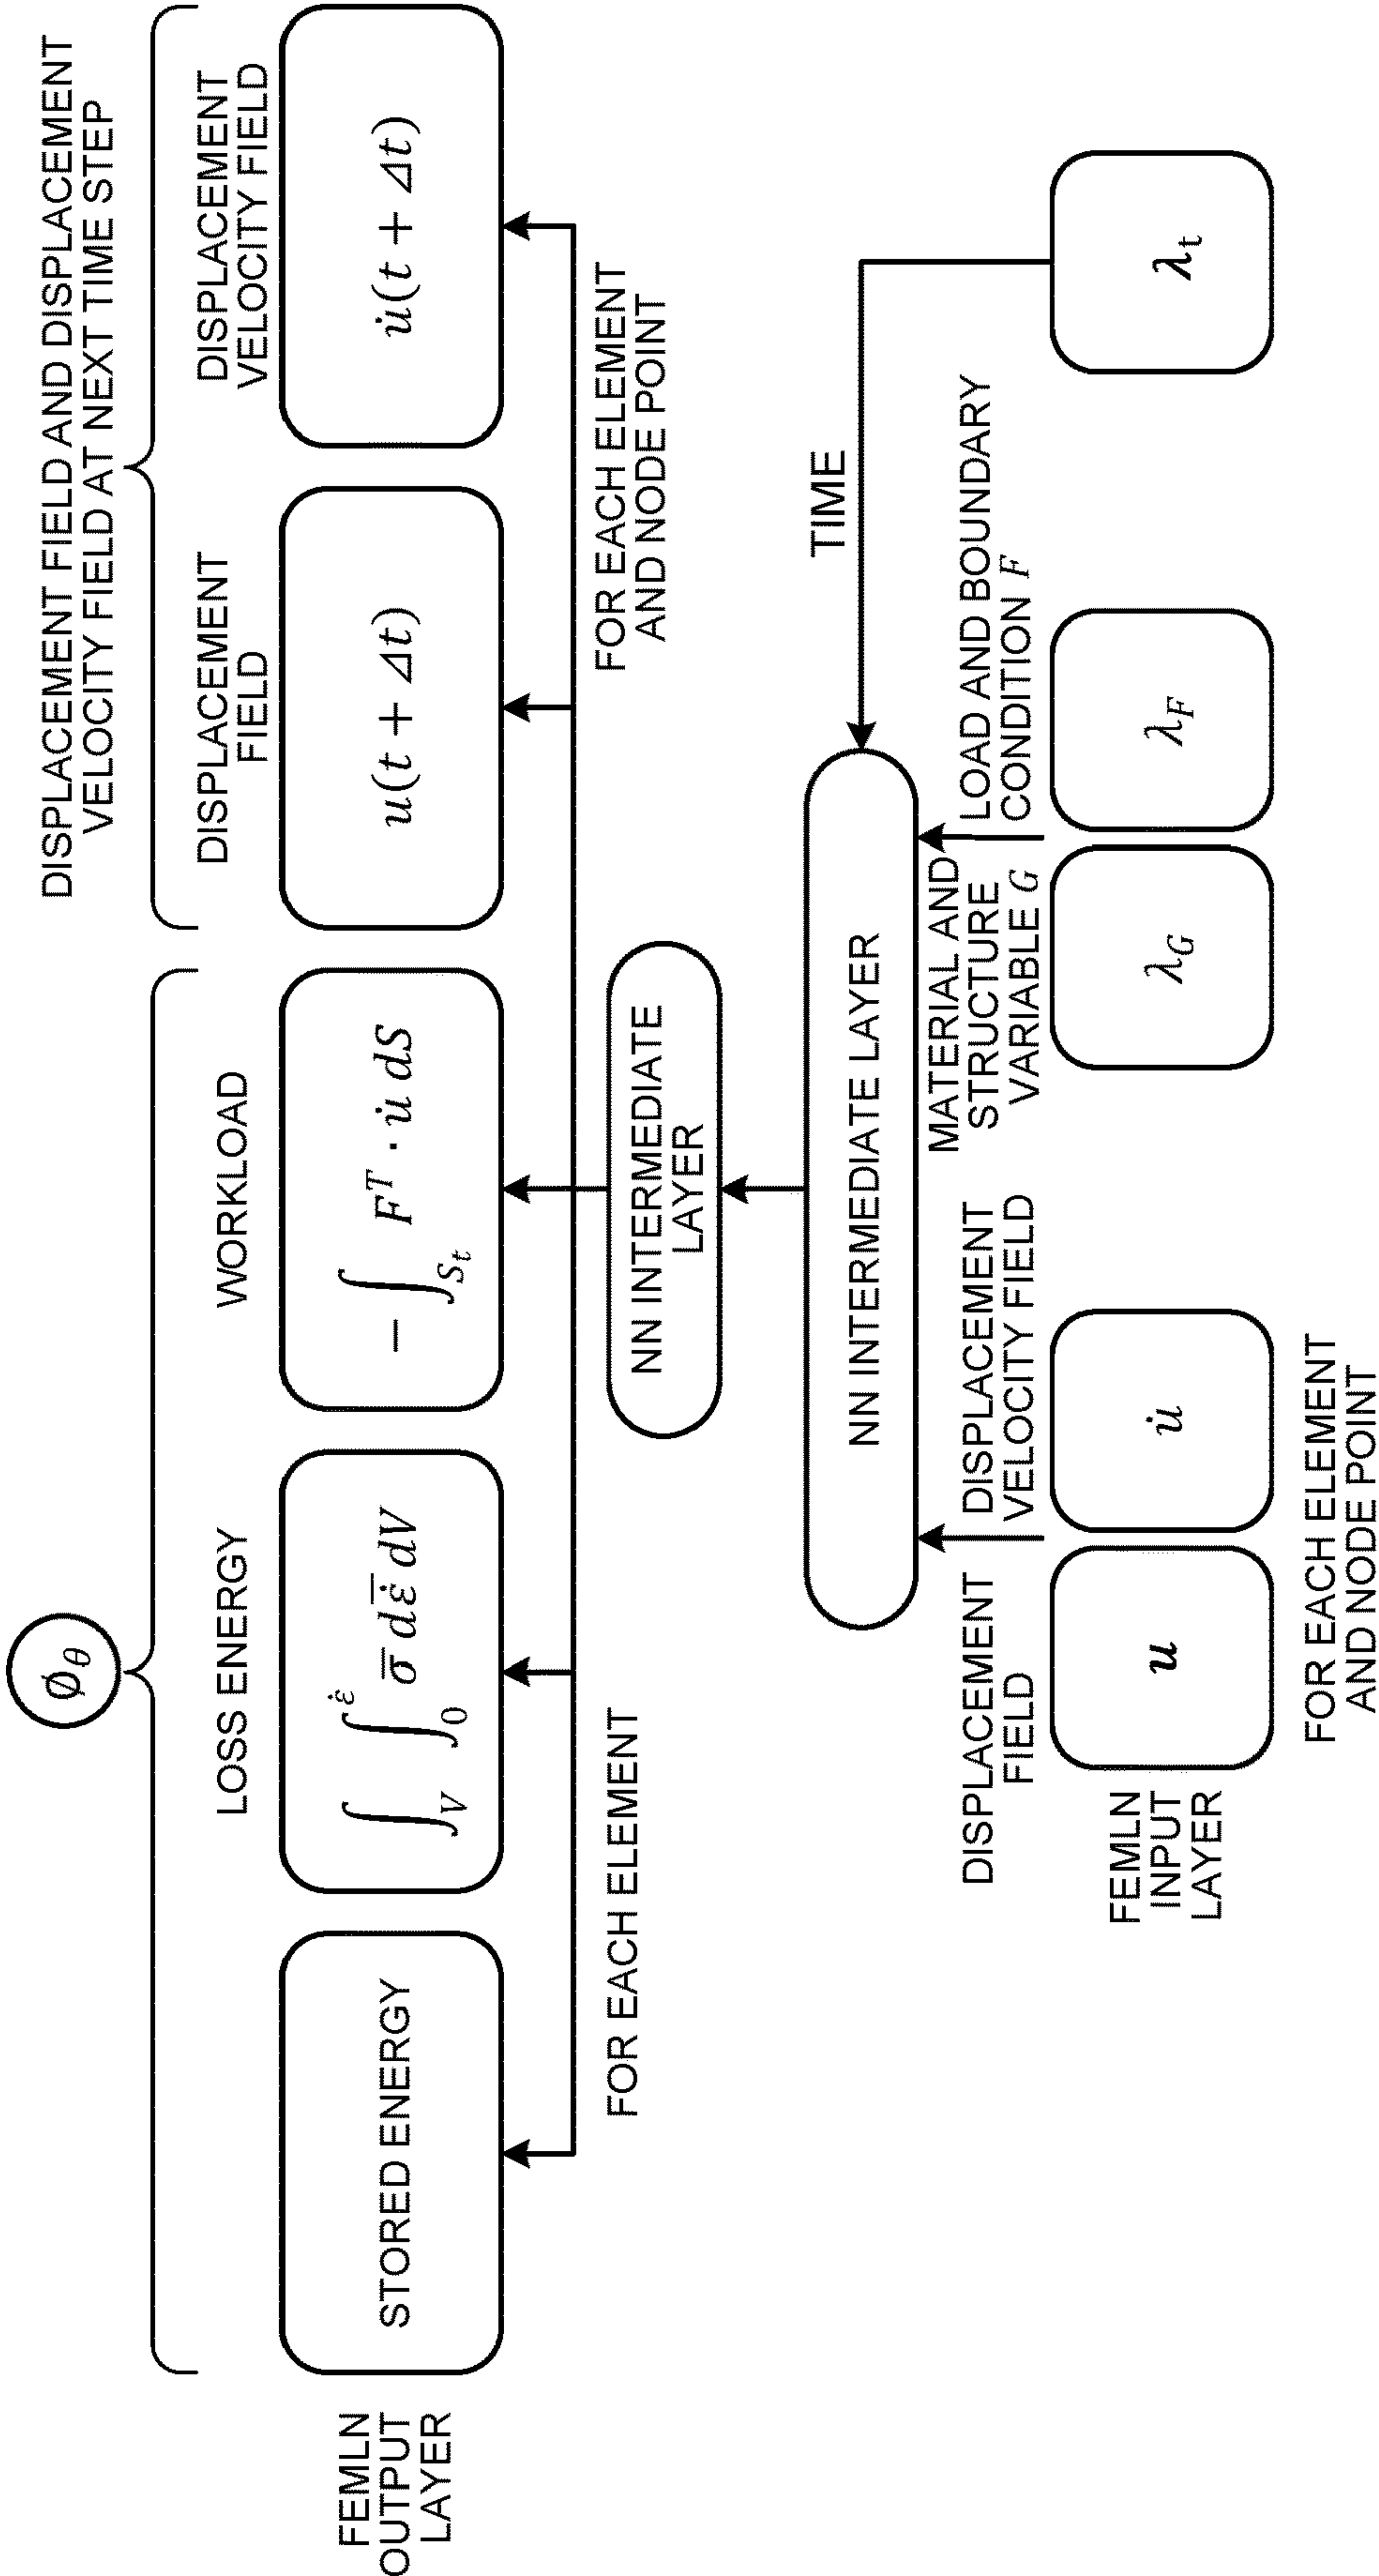 DISPLACEMENT FIELD AND DISPLACEMENT
VELOCITY FIELD AT NEXT TIME STEP
ϕ_θ
LOSS ENERGY
WORKLOAD
DISPLACEMENT
FIELD
DISPLACEMENT
VELOCITY FIELD
FEMLN
OUTPUT
LAYER
STORED ENERGY
∫_V ∫_0^ε̇ σ̅ dε̇̅ dV
− ∫_{S_t} F^T · u̇ dS
u(t + Δt)
u̇(t + Δt)
FOR EACH ELEMENT
NN INTERMEDIATE
LAYER
FOR EACH ELEMENT
AND NODE POINT
NN INTERMEDIATE LAYER
TIME
DISPLACEMENT
FIELD
DISPLACEMENT
VELOCITY FIELD
MATERIAL AND
STRUCTURE
VARIABLE G
LOAD AND BOUNDARY
CONDITION F
FEMLN
INPUT
LAYER
u
u̇
λ_G
λ_F
λ_t
FOR EACH ELEMENT
AND NODE POINT